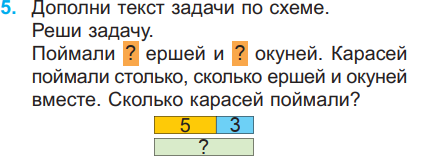 5. Дополни текст задачи по схеме.
Реши задачу.
Поймали ? ершей и ? окуней. Карасей
поймали столько, сколько ершей и окуней
вместе. Сколько карасей поймали?
5 3
?